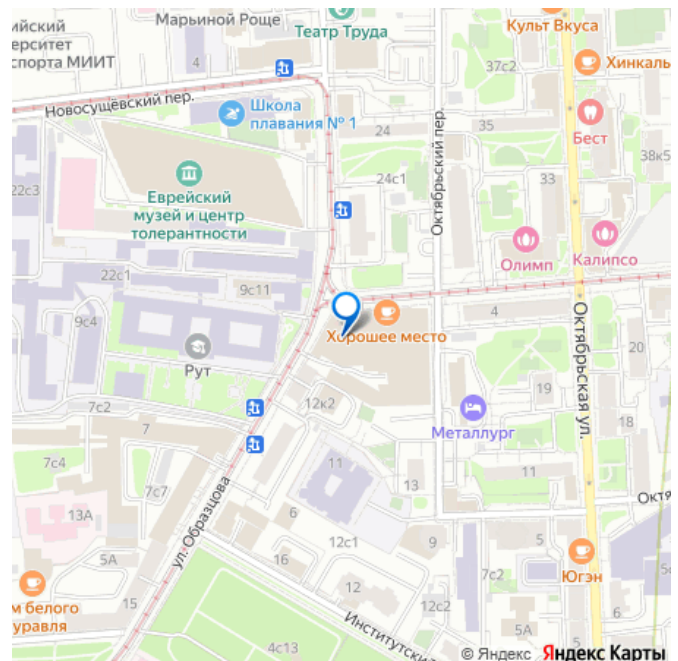 Марьиной Роще
Театр Труда
Культ Вкуса
ийский
ерситет
спорта МИИТ
4
37с2
Хинкаль
Новосущёвский пер.
Школа
плавания № 1
24
35
Бест
38к5
Октябрьский пер.
24с1
33
22с3
Еврейский
музей и центр
толерантности
Олимп
Калипсо
22с1
9с11
9с4
Рут
Хорошее место
4
Октябрьская ул.
20
7с2
12к2
19
7
Металлург
18
7с4
7с7
11
11
13
13А
ул. Образцова
6
Октя
5А
12с1
9
16
7с2
Югэн
м белого
уравля
15
12
12с2
5А
6
4с13
Институтский
© Яндекс Яндекс Карты